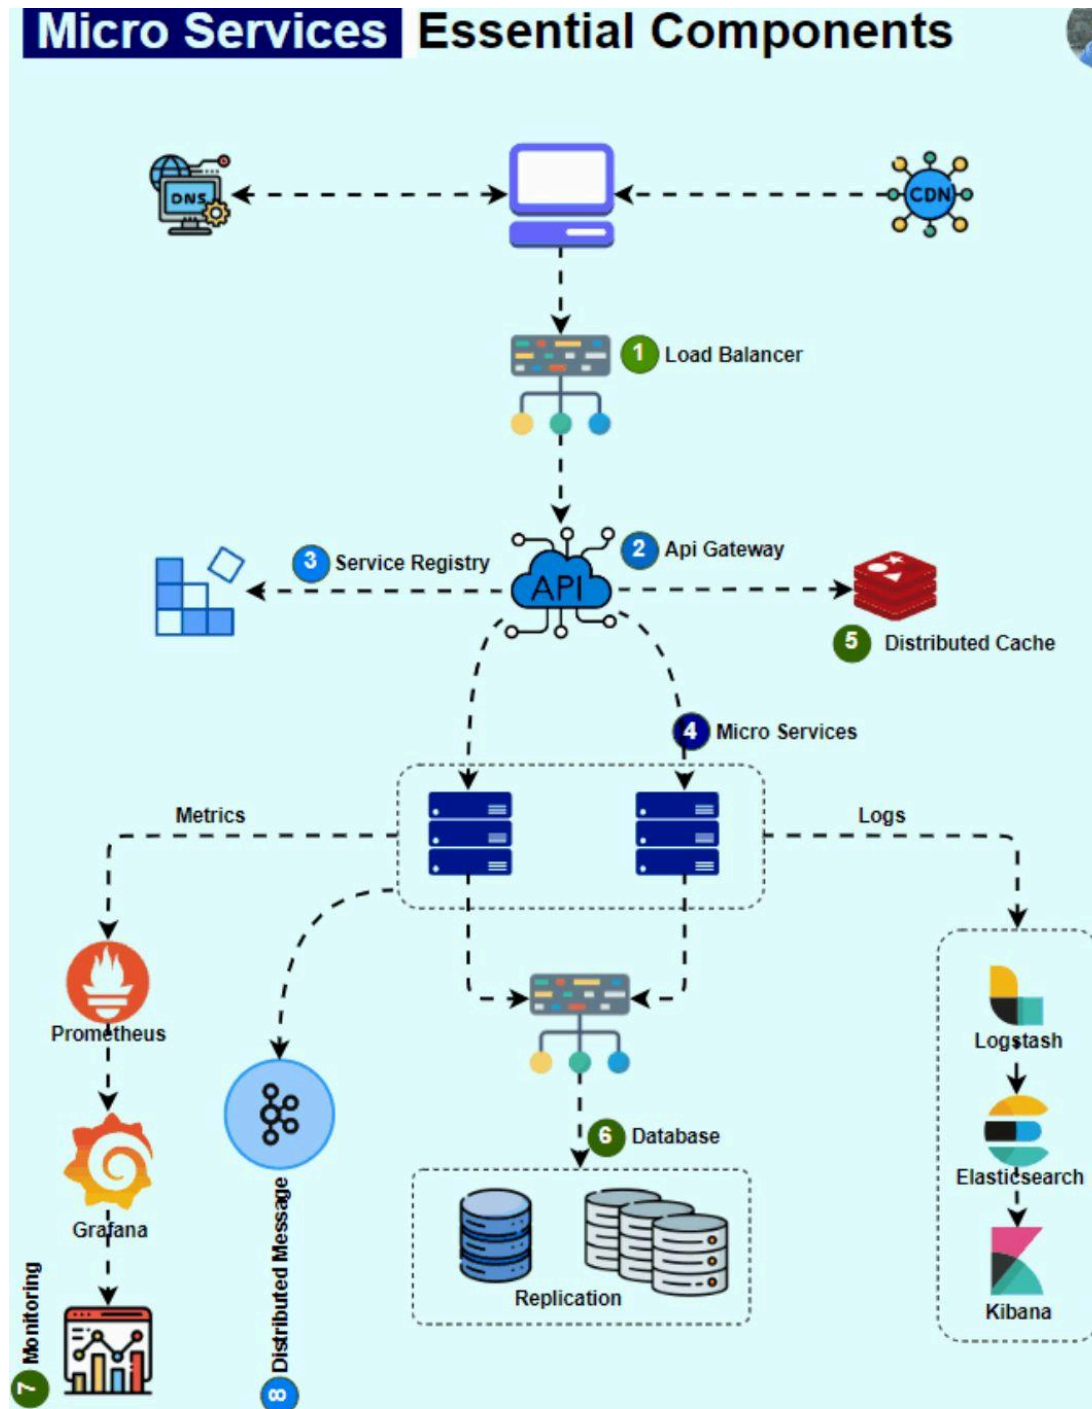 Micro Services Essential Components
DNS
CDN
1 Load Balancer
2 Api Gateway
3 Service Registry
API
5 Distributed Cache
4 Micro Services
Metrics
Logs
Prometheus
Logstash
6 Database
Elasticsearch
Grafana
Replication
Kibana
7 Monitoring
8 Distributed Message